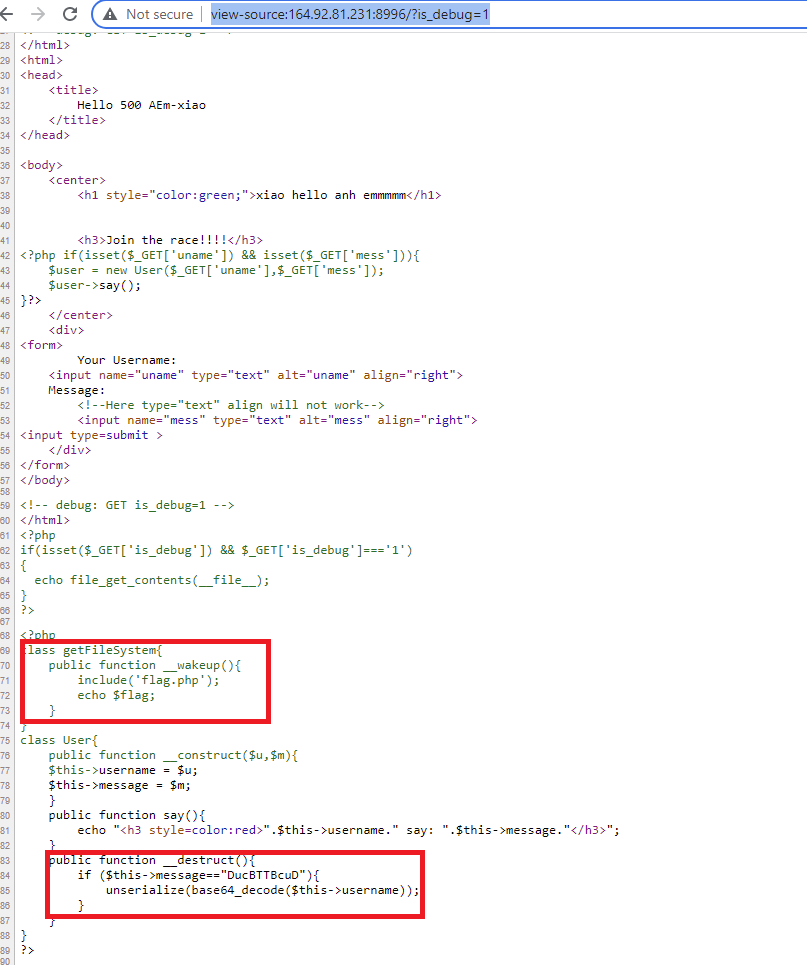 Not secure | view-source:164.92.81.231:8996/?is_debug=1
28 </html>
29 <html>
30 <head>
31     <title>
32         Hello 500 AEm-xiao
33     </title>
34 </head>
35
36 <body>
37     <center>
38         <h1 style="color:green;">xiao hello anh emmmmm</h1>
39
40
41         <h3>Join the race!!!!</h3>
42 <?php if(isset($_GET['uname']) && isset($_GET['mess'])){
43     $user = new User($_GET['uname'],$_GET['mess']);
44     $user->say();
45 }?>
46     </center>
47     <div>
48 <form>
49         Your Username:
50     <input name="uname" type="text" alt="uname" align="right">
51     Message:
52         <!--Here type="text" align will not work-->
53         <input name="mess" type="text" alt="mess" align="right">
54 <input type=submit >
55     </div>
56 </form>
57 </body>
58
59 <!-- debug: GET is_debug=1 -->
60 </html>
61 <?php
62 if(isset($_GET['is_debug']) && $_GET['is_debug']==='1')
63 {
64   echo file_get_contents(__file__);
65 }
66 ?>
67
68 <?php
69 class getFileSystem{
70     public function __wakeup(){
71         include('flag.php');
72         echo $flag;
73     }
74 }
75 class User{
76     public function __construct($u,$m){
77     $this->username = $u;
78     $this->message = $m;
79     }
80     public function say(){
81         echo "<h3 style=color:red>".$this->username." say: ".$this->message."</h3>";
82     }
83     public function __destruct(){
84         if ($this->message=="DucBTTBcuD"){
85             unserialize(base64_decode($this->username));
86         }
87     }
88 }
89 ?>
90